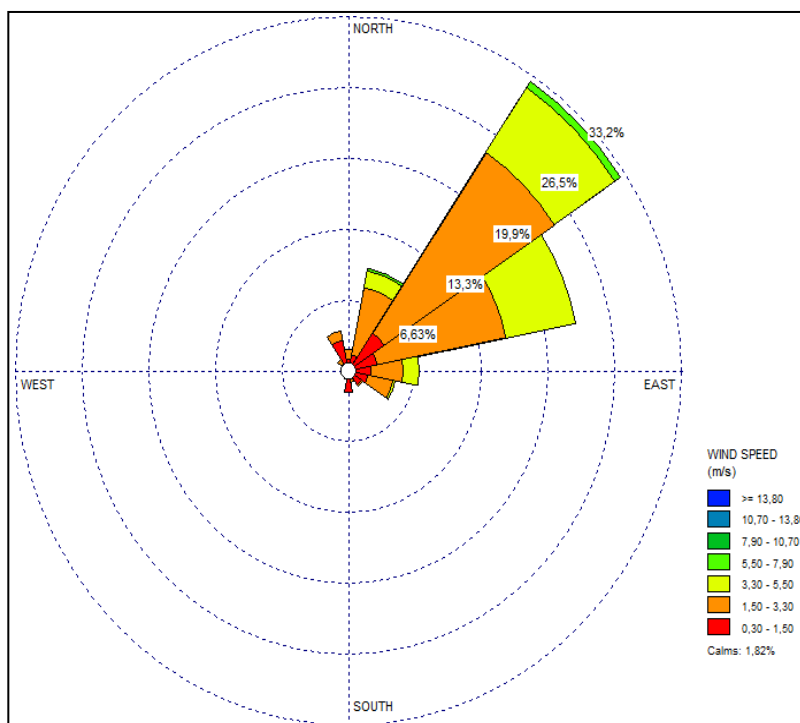 NORTH
33,2%
26,5%
19,9%
13,3%
6,63%
WEST
EAST
WIND SPEED
(m/s)
>= 13,80
10,70 - 13,80
7,90 - 10,70
5,50 - 7,90
3,30 - 5,50
1,50 - 3,30
0,30 - 1,50
Calms: 1,82%
SOUTH